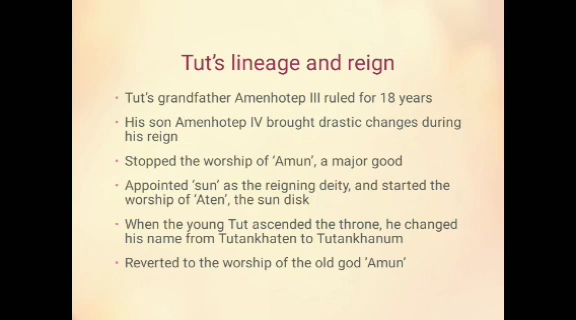 Tut's lineage and reign
• Tut's grandfather Amenhotep III ruled for 18 years
• His son Amenhotep IV brought drastic changes during
his reign
• Stopped the worship of 'Amun', a major good
• Appointed 'sun' as the reigning deity, and started the
worship of 'Aten', the sun disk
• When the young Tut ascended the throne, he changed
his name from Tutankhaten to Tutankhanum
• Reverted to the worship of the old god 'Amun'